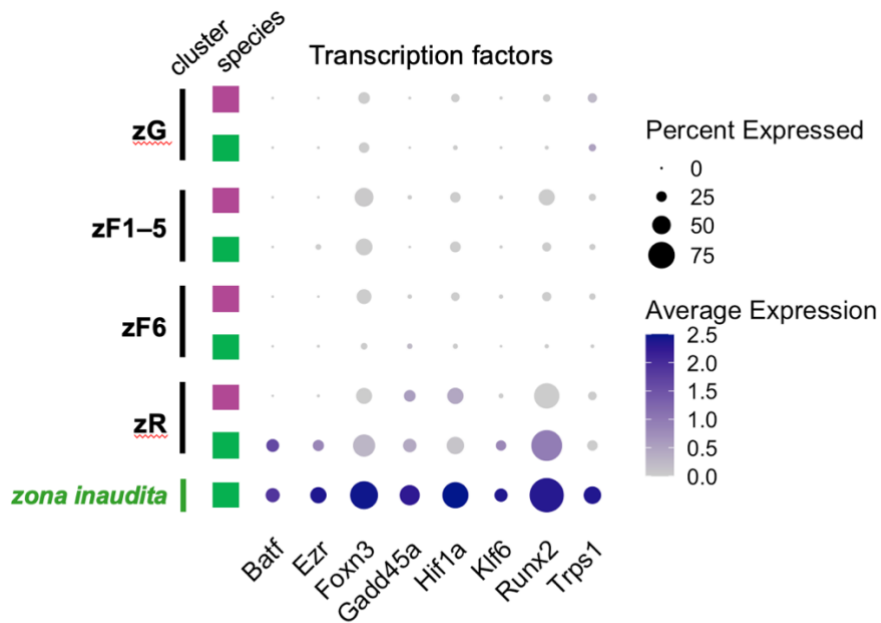 cluster
species
Transcription factors
zG
zF1–5
zF6
zR
zona inaudita
Batf
Ezr
Foxn3
Gadd45a
Hif1a
Klf6
Runx2
Trps1
Percent Expressed
0
25
50
75
Average Expression
2.5
2.0
1.5
1.0
0.5
0.0